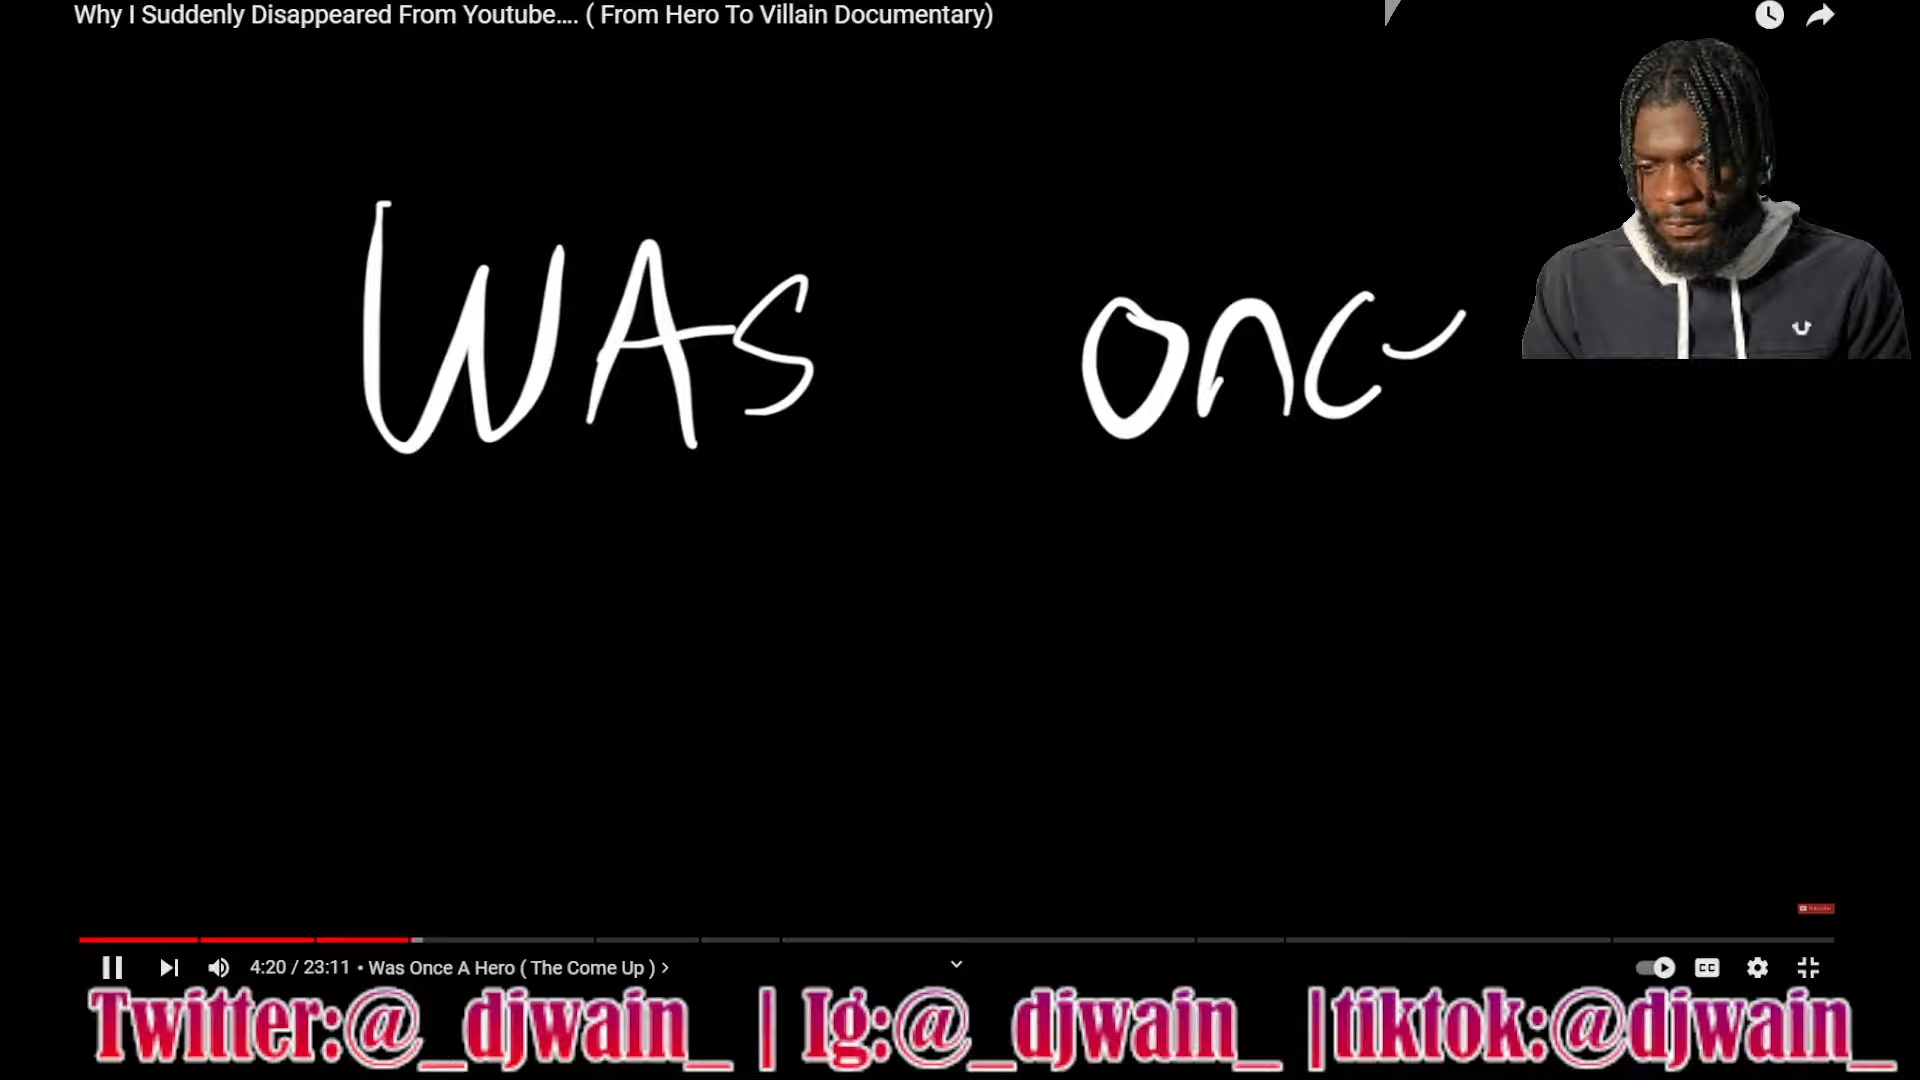 Why I Suddenly Disappeared From Youtube.... ( From Hero To Villain Documentary)
WAS onc
4:20 / 23:11 • Was Once A Hero ( The Come Up ) ›
CC
Twitter:@_djwain_ | Ig:@_djwain_ |tiktok:@djwain_